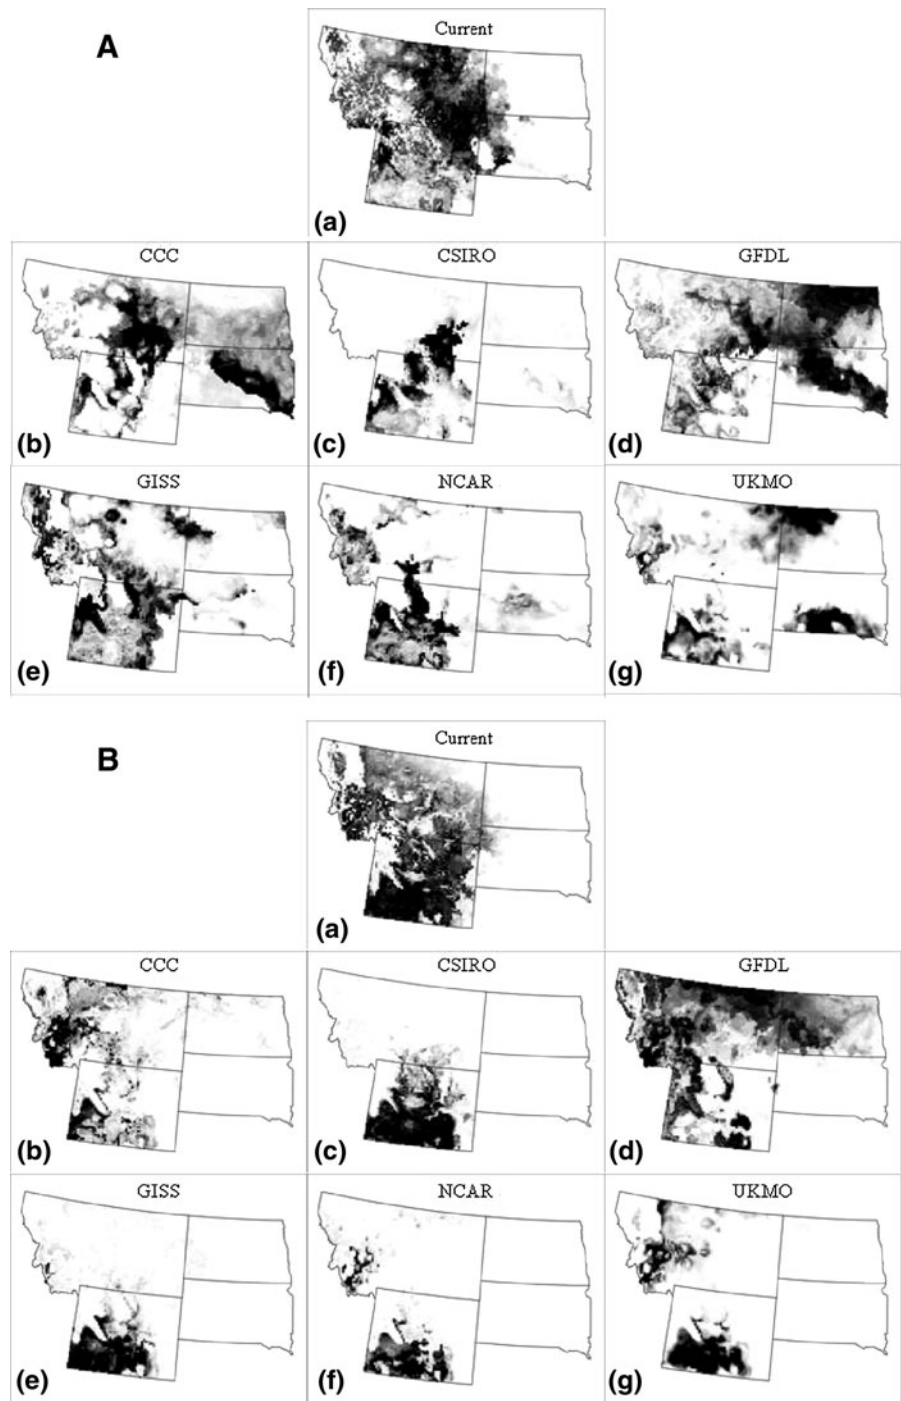 A
Current
(a)
CCC
CSIRO
GFDL
(b)
(c)
(d)
GISS
NCAR
UKMO
(e)
(f)
(g)
B
Current
(a)
CCC
CSIRO
GFDL
(b)
(c)
(d)
GISS
NCAR
UKMO
(e)
(f)
(g)